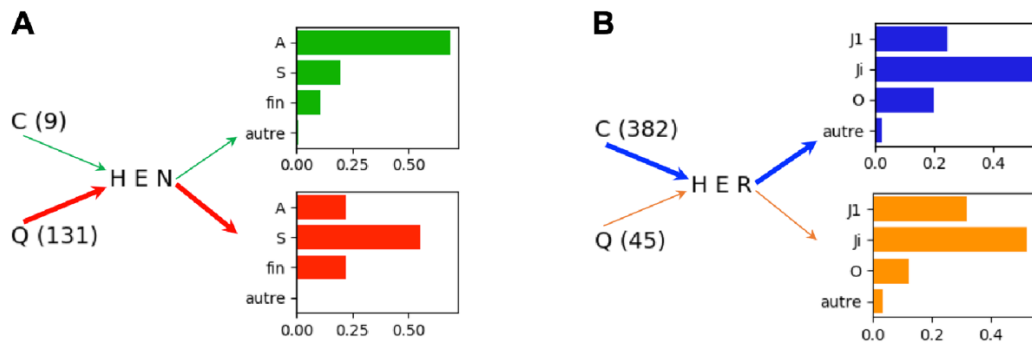 A
A
S
fin
autre
0.00 0.25 0.50
C (9)
H E N
Q (131)
A
S
fin
autre
0.00 0.25 0.50
B
J1
Ji
O
autre
0.0 0.2 0.4
C (382)
H E R
Q (45)
J1
Ji
O
autre
0.0 0.2 0.4